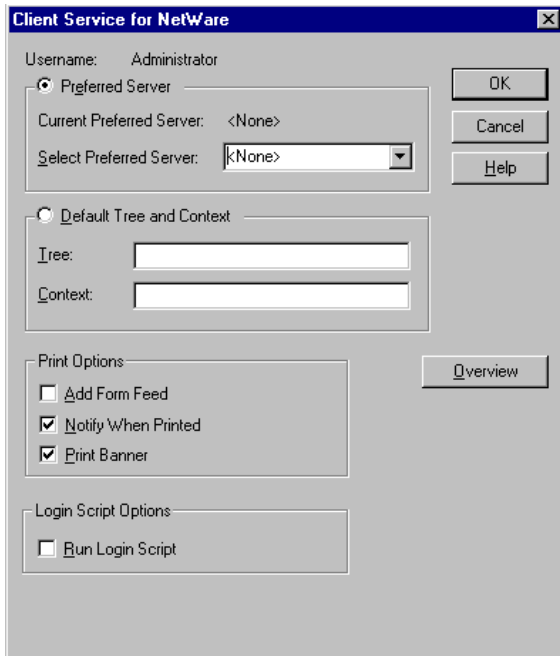 Client Service for NetWare
Username: Administrator
Preferred Server
OK
Current Preferred Server: <None>
Cancel
Select Preferred Server: <None>
Help
Default Tree and Context
Tree:
Context:
Print Options
Overview
Add Form Feed
Notify When Printed
Print Banner
Login Script Options
Run Login Script